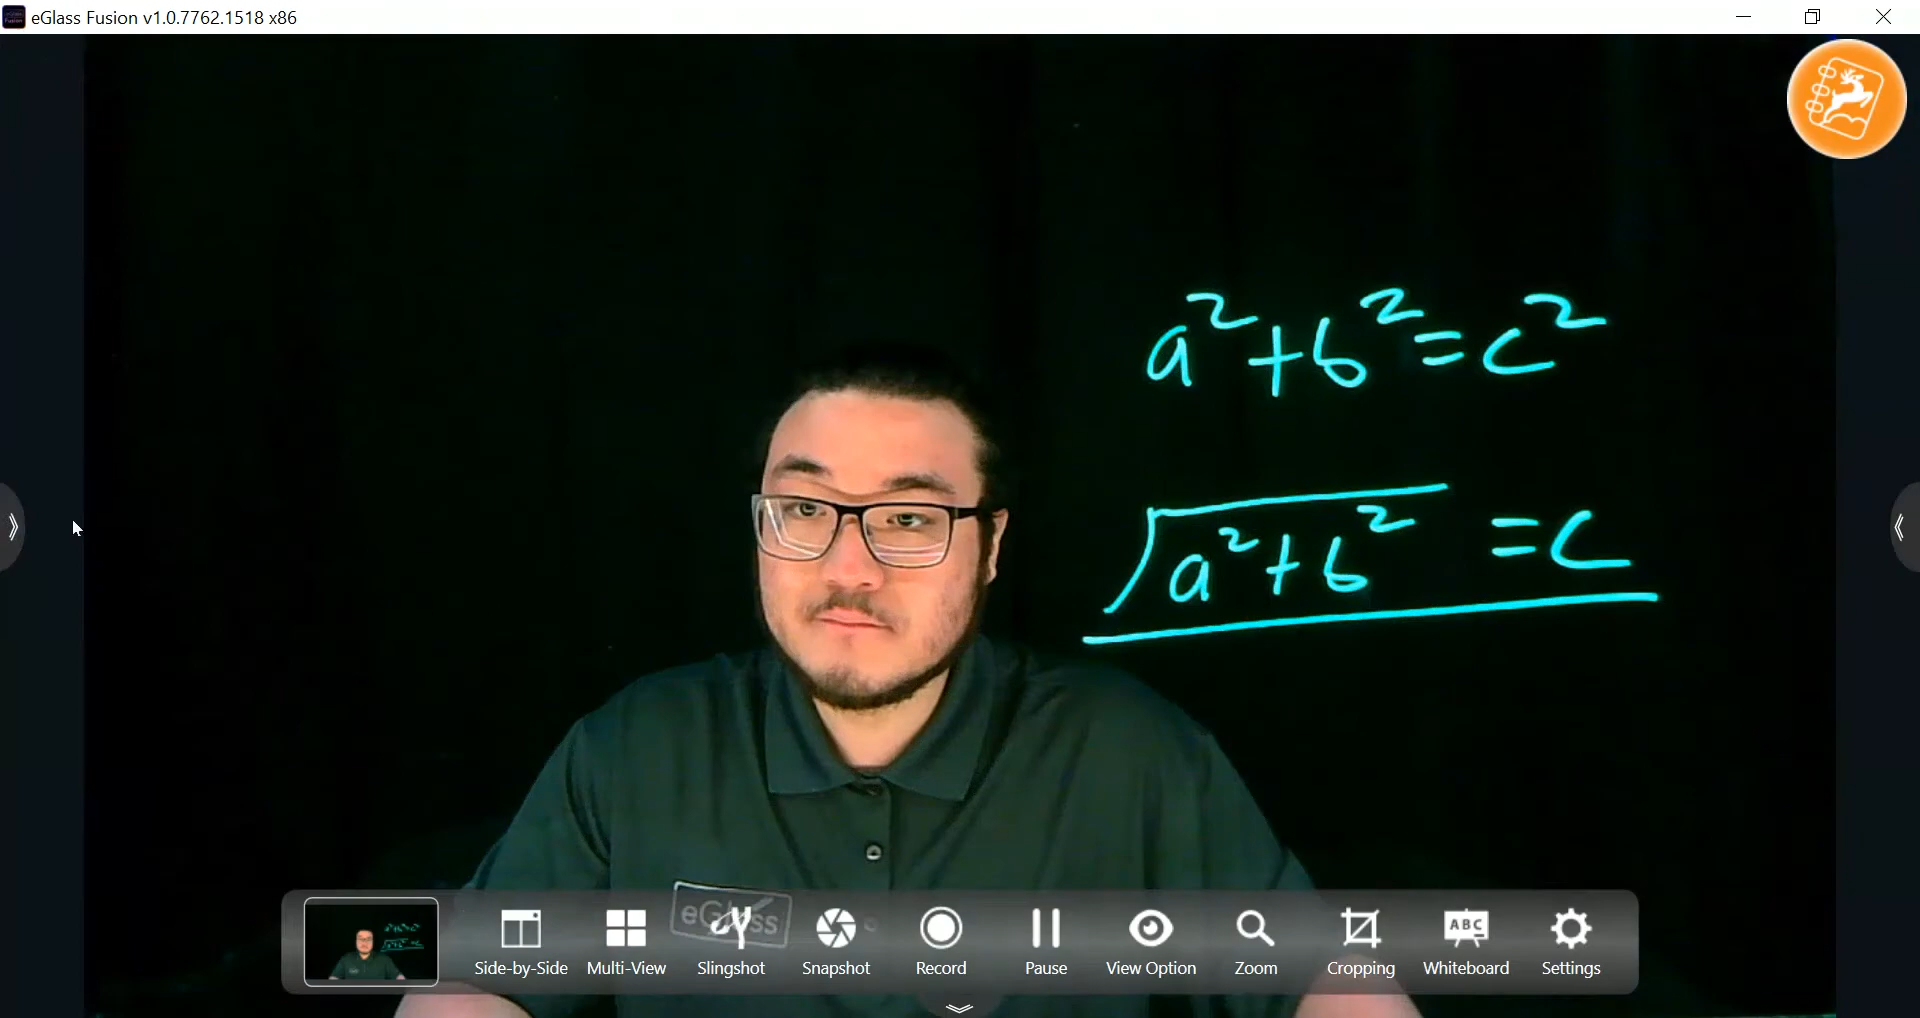 eGlass Fusion v1.0.7762.1518 x86
a²+b²=c²
√(a²+b²) =c
eGlass
Side-by-Side Multi-View Slingshot Snapshot Record Pause View Option Zoom Cropping Whiteboard Settings
ABC